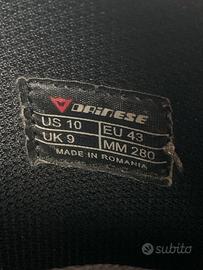 DAINESE
US 10 EU 43
UK 9 MM 280
MADE IN ROMANIA
subito